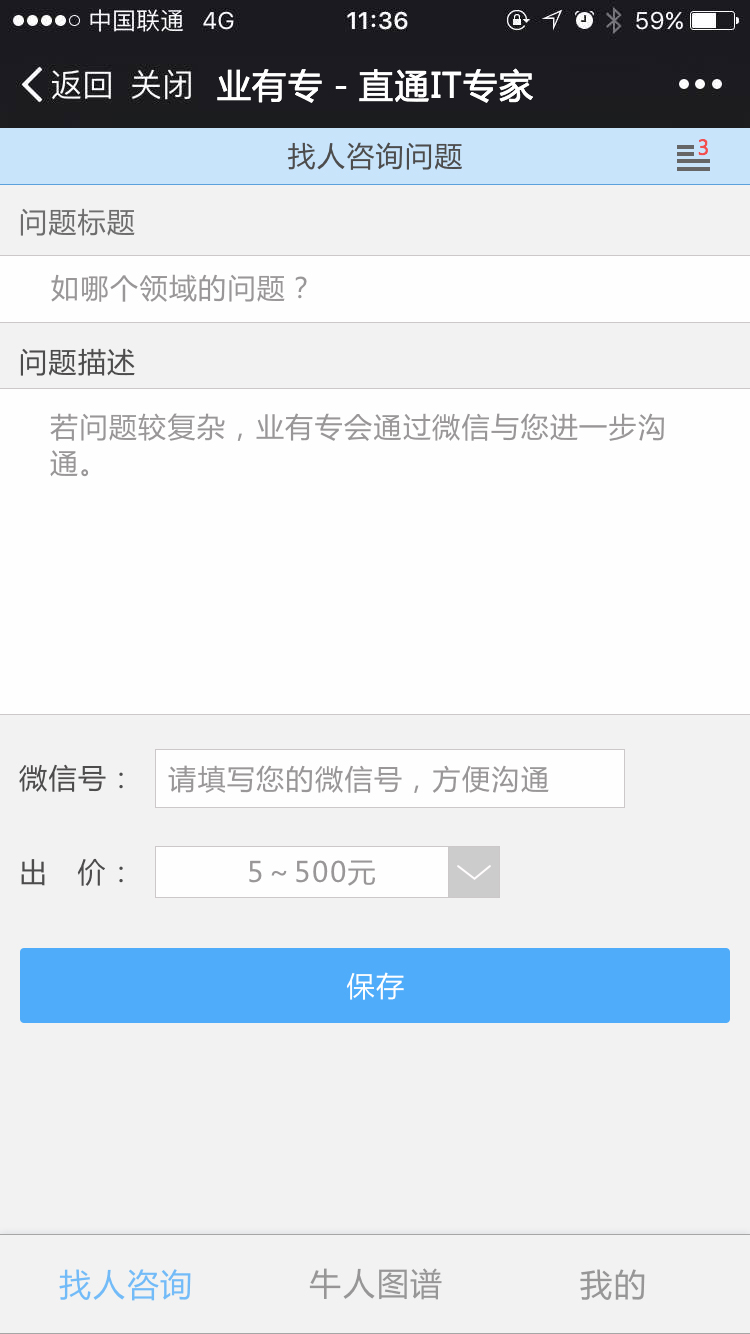 中国联通 4G 11:36 59%
返回 关闭 业有专 - 直通IT专家
找人咨询问题 3
问题标题
如哪个领域的问题？
问题描述
若问题较复杂，业有专会通过微信与您进一步沟
通。
微信号： 请填写您的微信号，方便沟通
出 价： 5～500元
保存
找人咨询 牛人图谱 我的